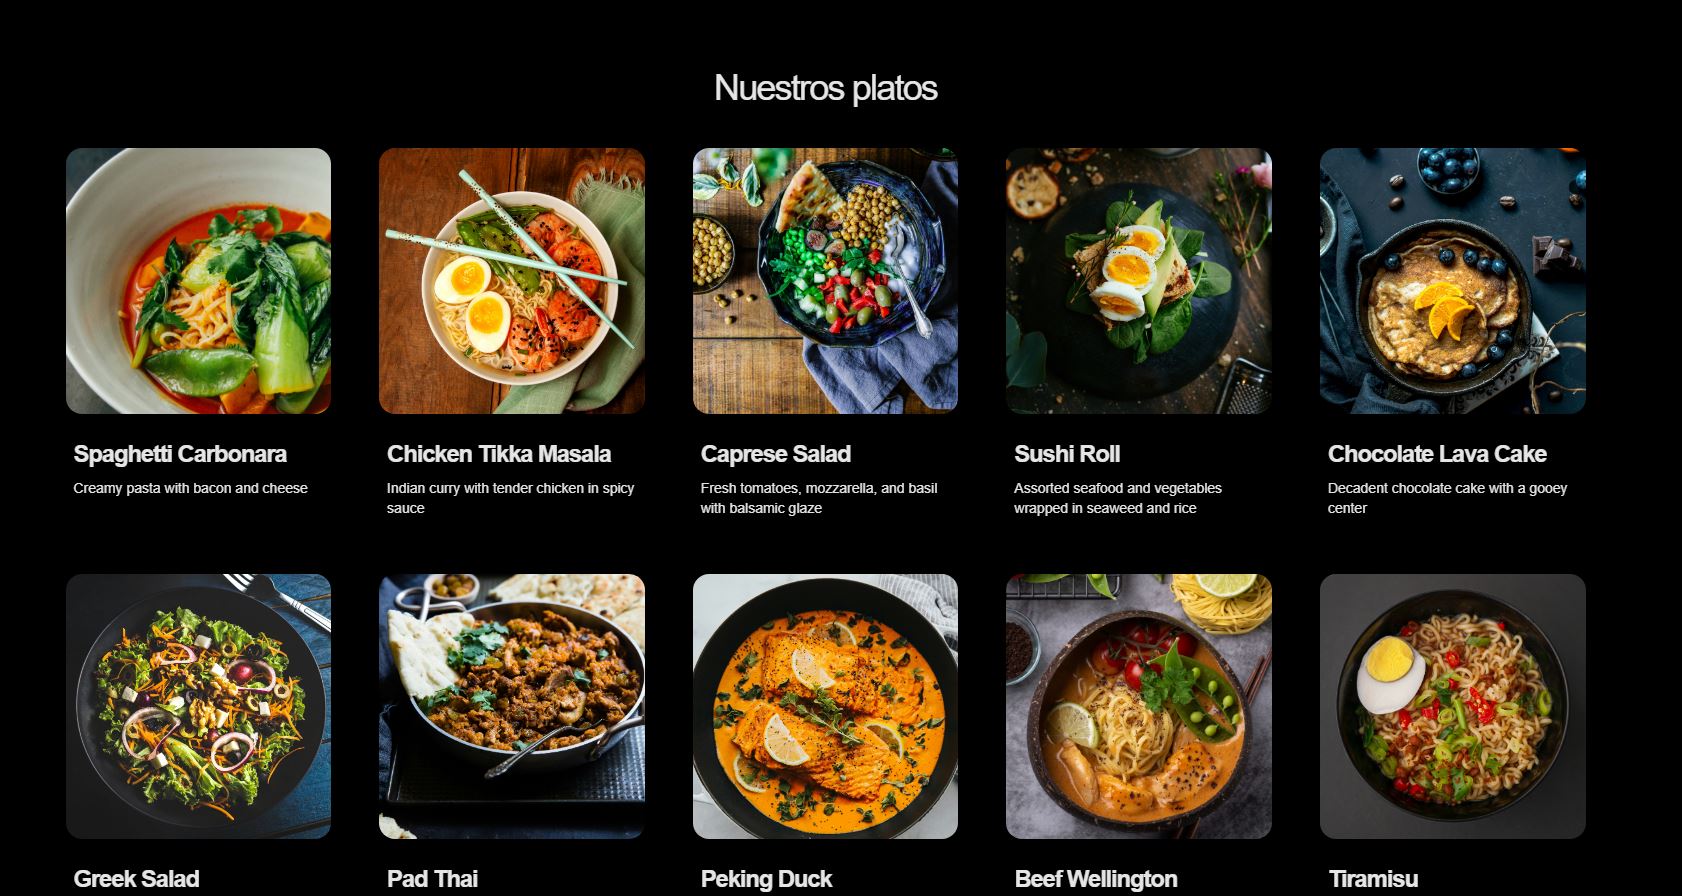 Nuestros platos
Spaghetti Carbonara
Creamy pasta with bacon and cheese
Chicken Tikka Masala
Indian curry with tender chicken in spicy
sauce
Caprese Salad
Fresh tomatoes, mozzarella, and basil
with balsamic glaze
Sushi Roll
Assorted seafood and vegetables
wrapped in seaweed and rice
Chocolate Lava Cake
Decadent chocolate cake with a gooey
center
Greek Salad
Pad Thai
Peking Duck
Beef Wellington
Tiramisu